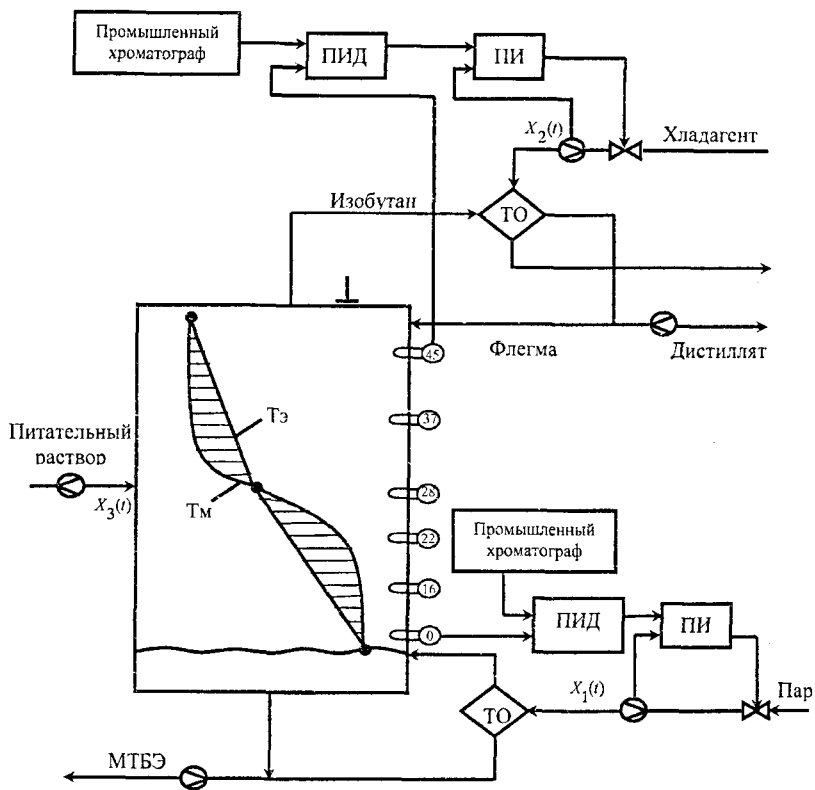 Промышленный
хроматограф
ПИД
ПИ
X2(t)
Хладагент
Изобутан
ТО
Флегма
Дистиллят
45
Тэ
37
Питательный
раствор
X3(t)
Тм
28
22
Промышленный
хроматограф
16
0
ПИД
ПИ
X1(t)
Пар
ТО
МТБЭ